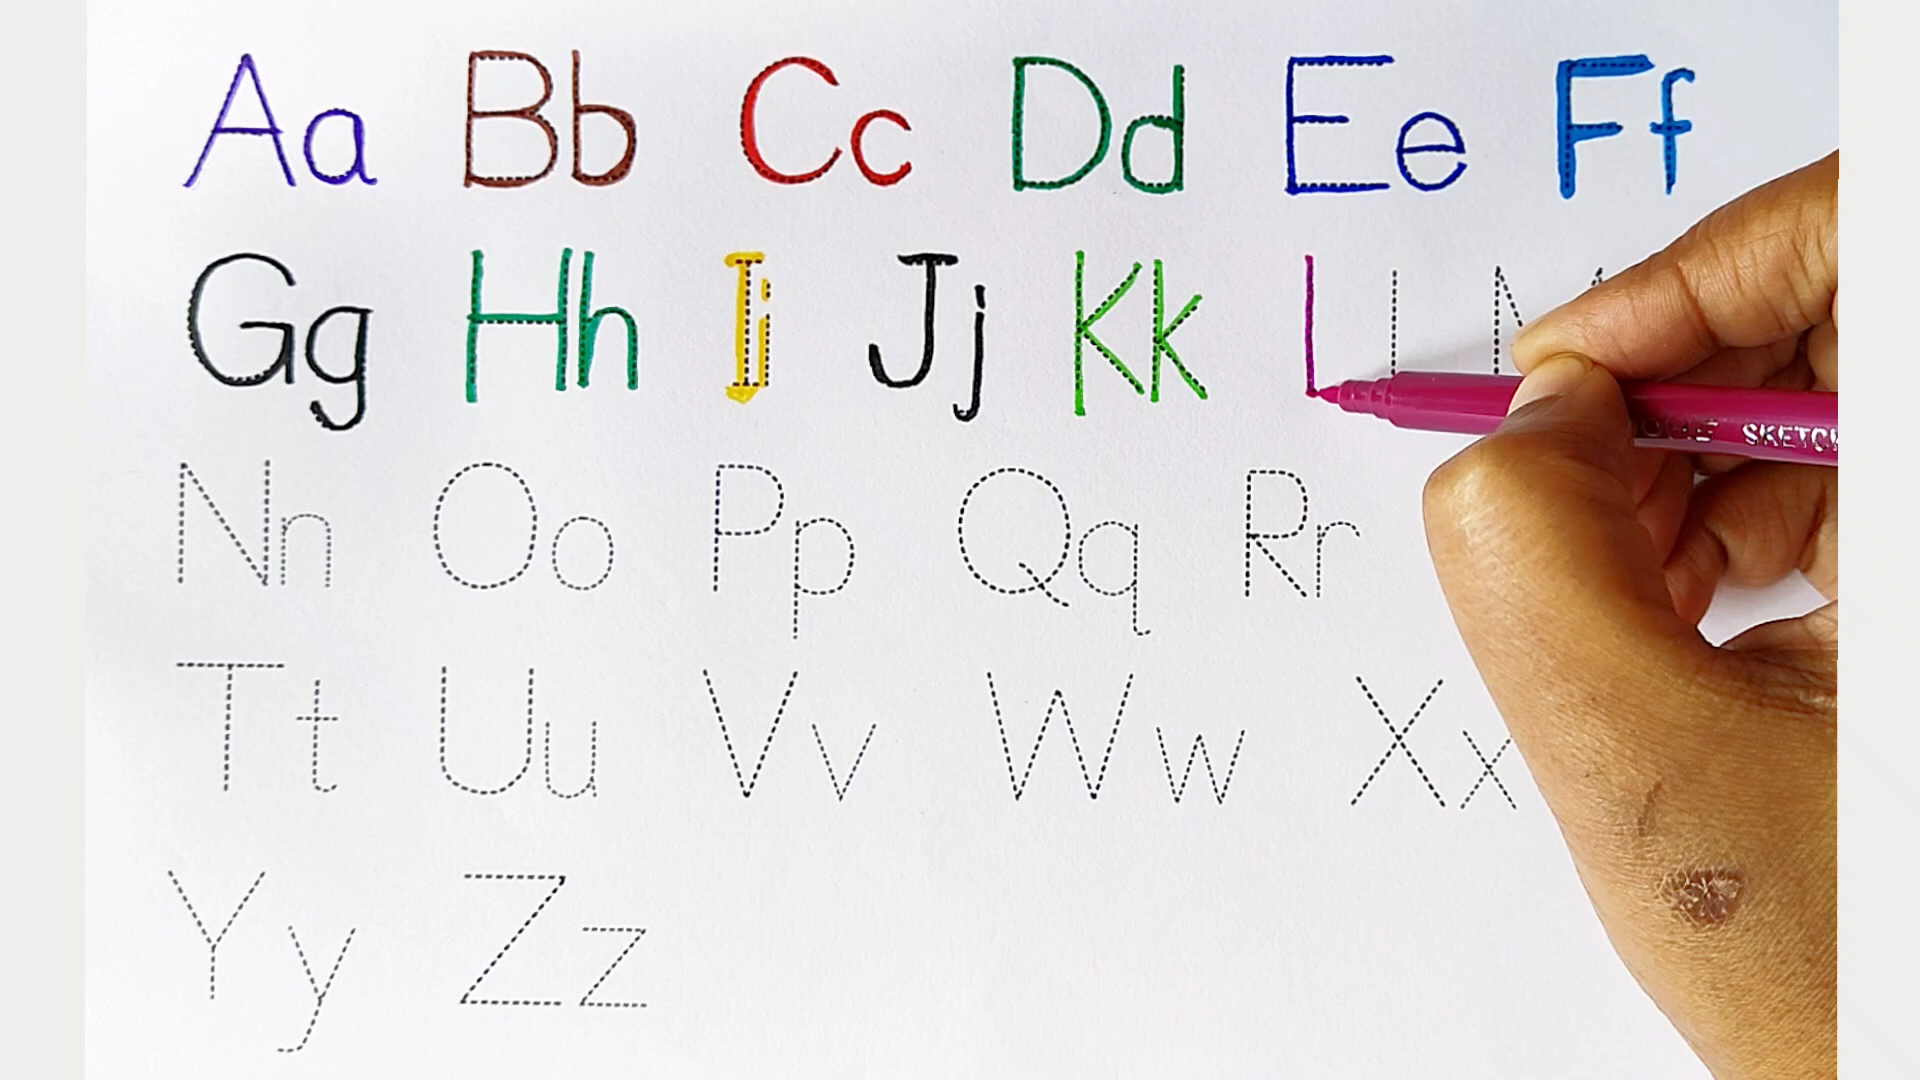 Aa Bb Cc Dd Ee Ff
Gg Hh Ii Jj Kk L l
Nn Oo Pp Qq Rr
Tt Uu Vv Ww Xx
Yy Zz
SKETCH